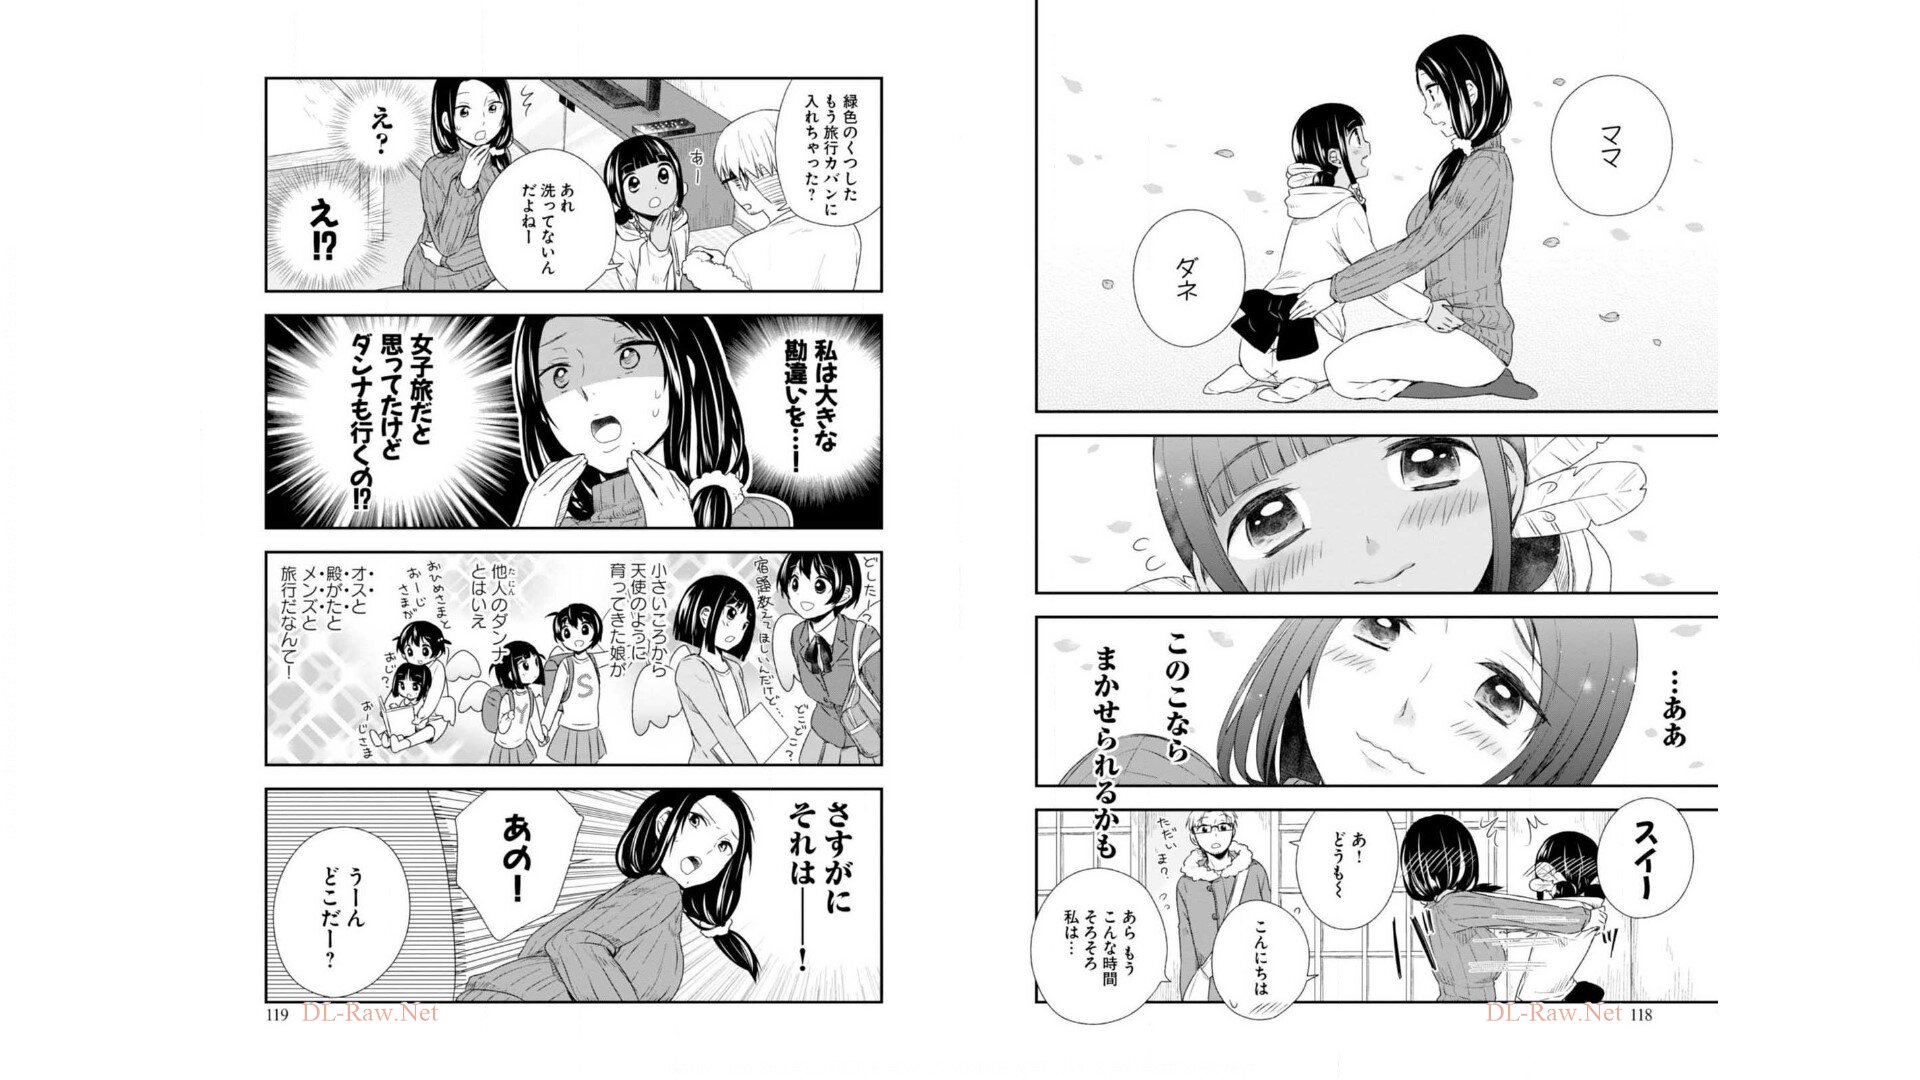 ママ
ダネ
…ああ
このこなら
まかせられるかも
スイー
あ！
どうも〜
こんにちは
ただいま？
あら もう
こんな時間
そろそろ
私は…
DL-Raw.Net 118
緑色のくつした
もう旅行カバンに
入れちゃった？
あー
あれ
洗ってないん
だよねー
え？
え!?
私は大きな
勘違いを…！
女子旅だと
思ってたけど
ダンナも行くの!?
どした？
宿題教えてほしいんだけど…
どこどこ？
小さいころから
天使のように
育ってきた娘が
他人のダンナ
たにん
とはいえ
おひめさまと
おーじ
さまが
おじ？
おーじさま
オスと
殿がたと
メンズと
旅行だなんて！
さすがに
それは――！
あの！
うーん
どこだー？
119 DL-Raw.Net